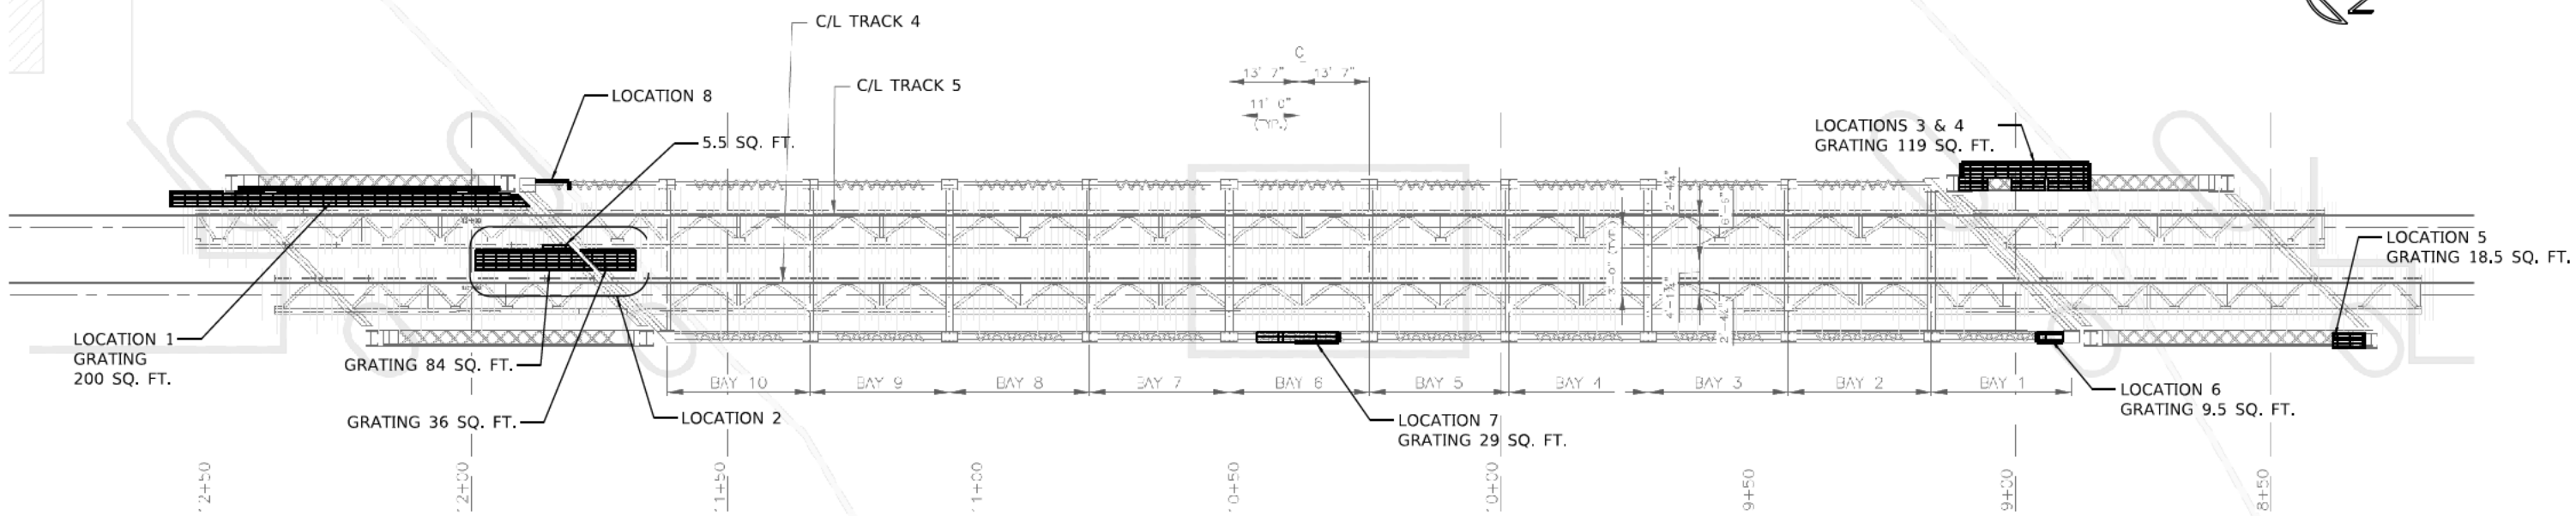 C/L TRACK 4
C/L TRACK 5
LOCATION 8
5.5 SQ. FT.
C
13' 7" 13' 7"
11' 0"
(TYP.)
LOCATIONS 3 & 4
GRATING 119 SQ. FT.
LOCATION 5
GRATING 18.5 SQ. FT.
LOCATION 1
GRATING
200 SQ. FT.
GRATING 84 SQ. FT.
GRATING 36 SQ. FT.
LOCATION 2
BAY 10 BAY 9 BAY 8 BAY 7 BAY 6 BAY 5 BAY 4 BAY 3 BAY 2 BAY 1
LOCATION 7
GRATING 29 SQ. FT.
LOCATION 6
GRATING 9.5 SQ. FT.
9+50
9+00
8+50